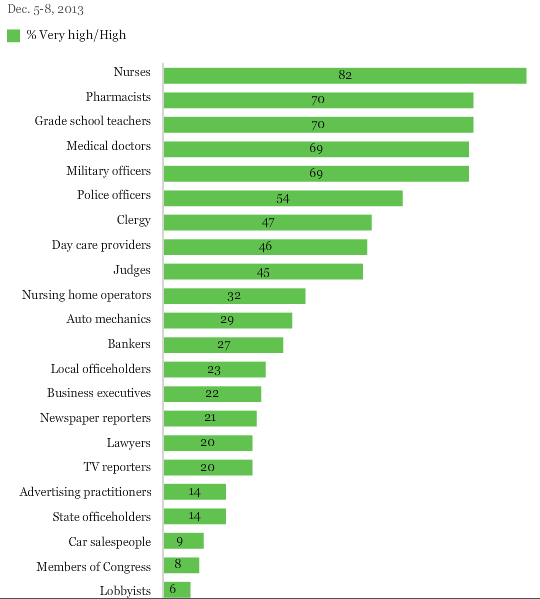 Dec. 5-8, 2013
% Very high/High
Nurses 82
Pharmacists 70
Grade school teachers 70
Medical doctors 69
Military officers 69
Police officers 54
Clergy 47
Day care providers 46
Judges 45
Nursing home operators 32
Auto mechanics 29
Bankers 27
Local officeholders 23
Business executives 22
Newspaper reporters 21
Lawyers 20
TV reporters 20
Advertising practitioners 14
State officeholders 14
Car salespeople 9
Members of Congress 8
Lobbyists 6